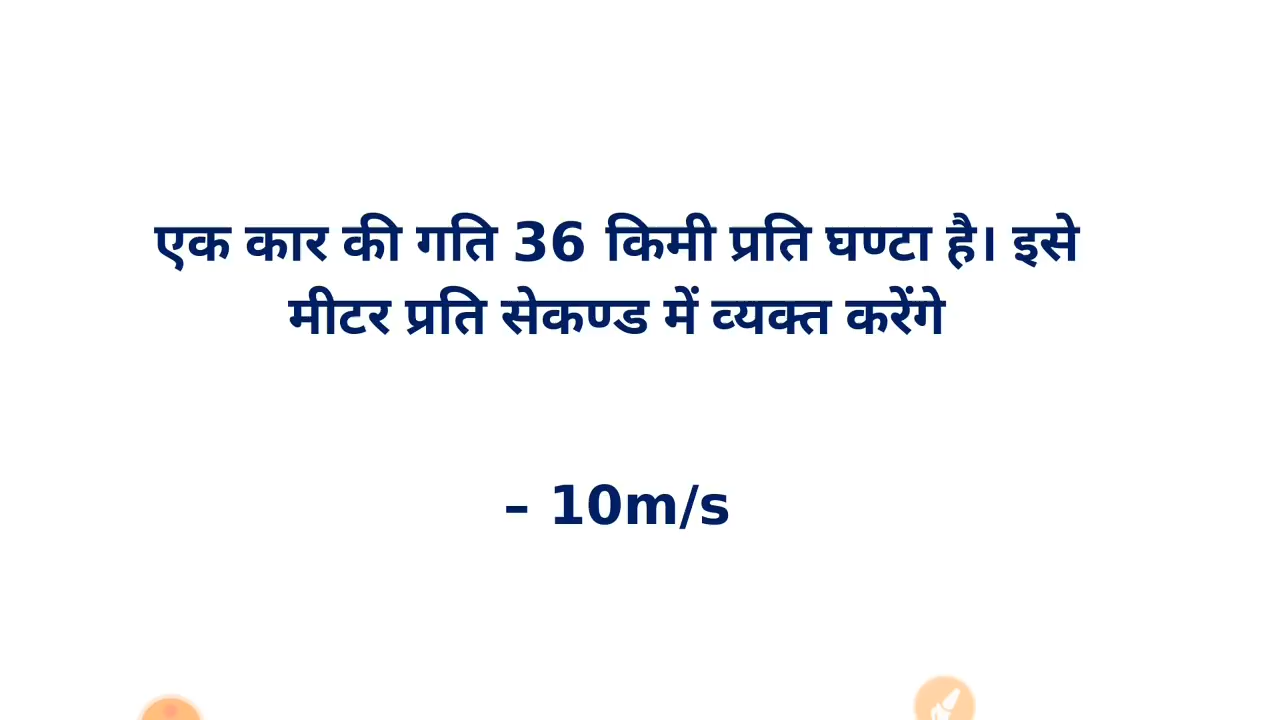 एक कार की गति 36 किमी प्रति घण्टा है। इसे
मीटर प्रति सेकण्ड में व्यक्त करेंगे
– 10m/s